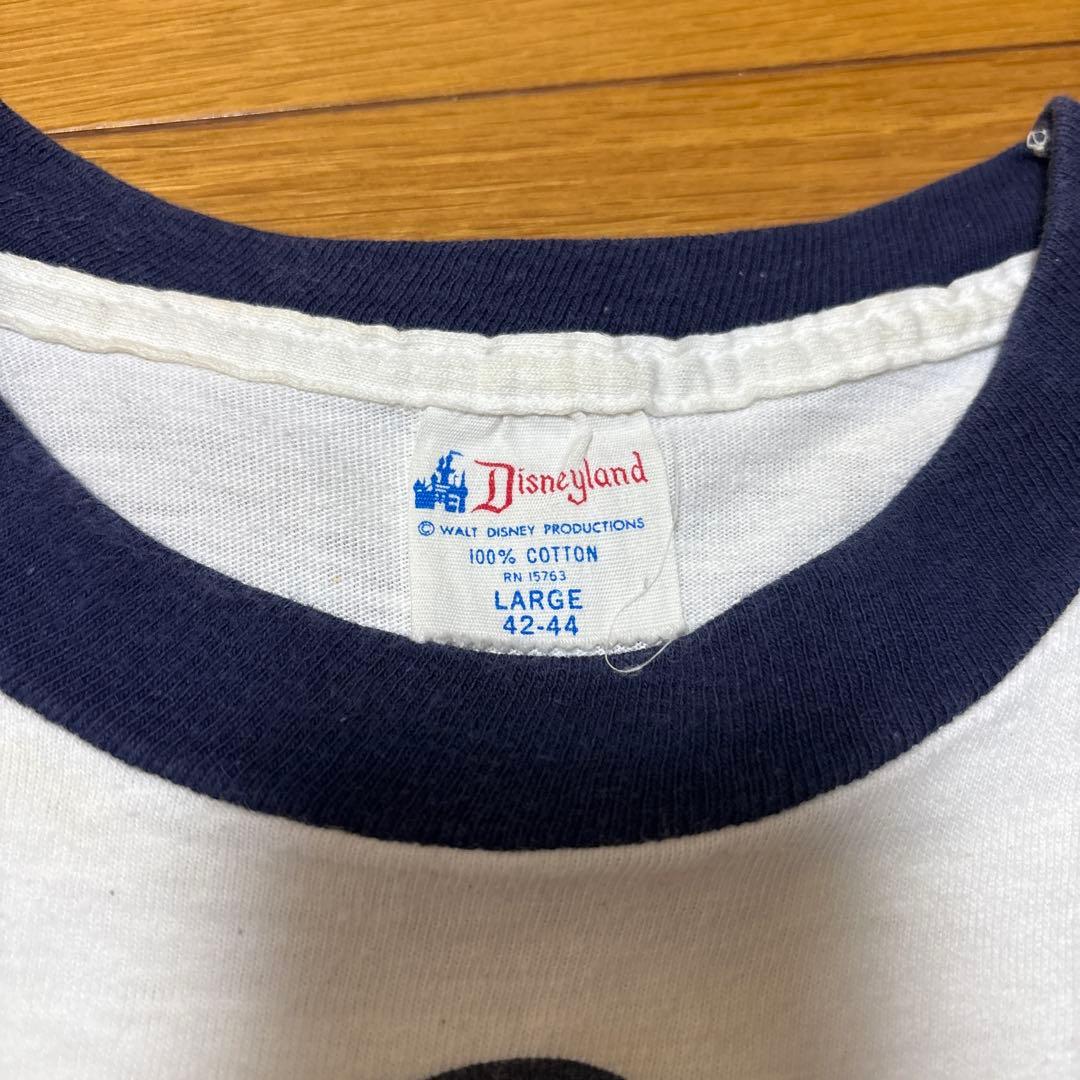 Disneyland
© WALT DISNEY PRODUCTIONS
100% COTTON
RN 15763
LARGE
42-44